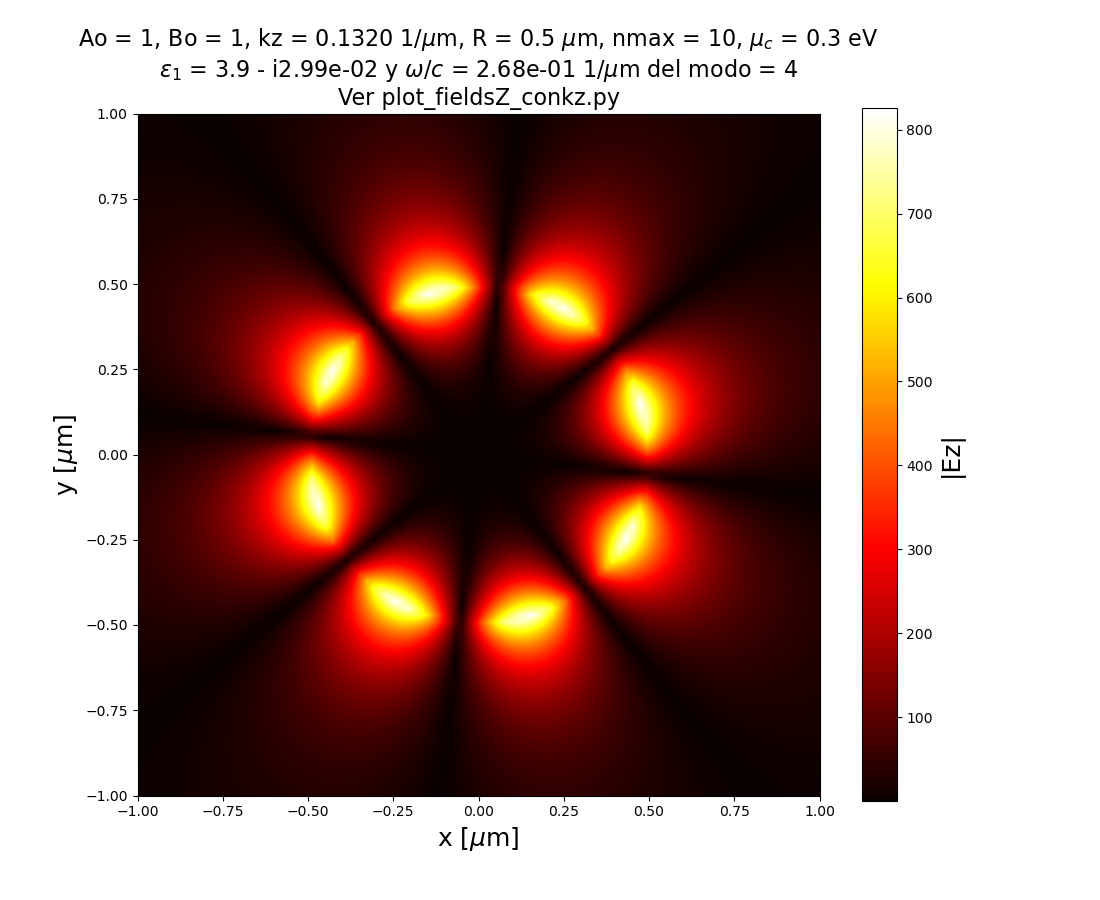 Ao = 1, Bo = 1, kz = 0.1320 1/μm, R = 0.5 μm, nmax = 10, μc = 0.3 eV
ε1 = 3.9 - i2.99e-02 y ω/c = 2.68e-01 1/μm del modo = 4
Ver plot_fieldsZ_conkz.py
1.00
0.75
0.50
0.25
0.00
−0.25
−0.50
−0.75
−1.00
y [μm]
−1.00 −0.75 −0.50 −0.25 0.00 0.25 0.50 0.75 1.00
x [μm]
800
700
600
500
400
300
200
100
|Ez|